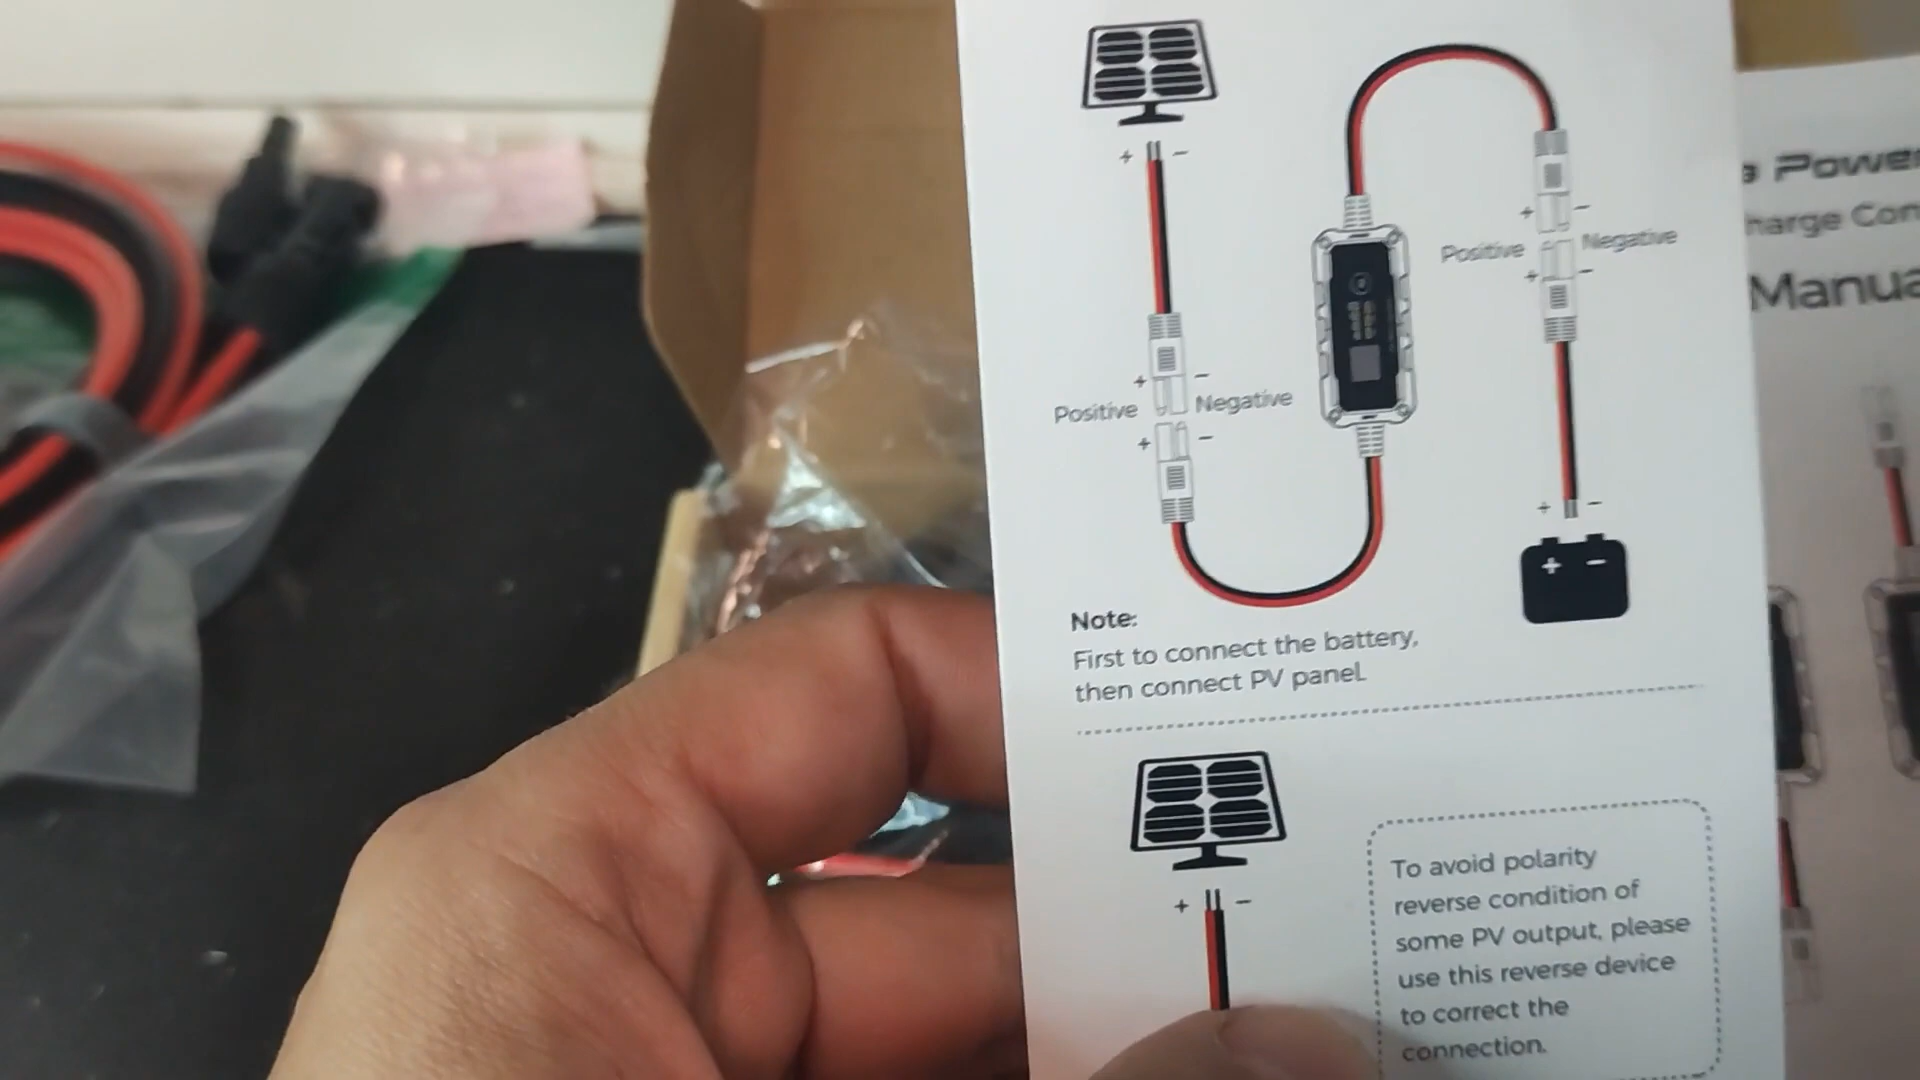 + −
+ −
Positive Negative
+ −
+ −
Positive Negative
+ −
+ −
+ −
Note:
First to connect the battery,
then connect PV panel.
+ −
To avoid polarity
reverse condition of
some PV output, please
use this reverse device
to correct the
connection.
Power